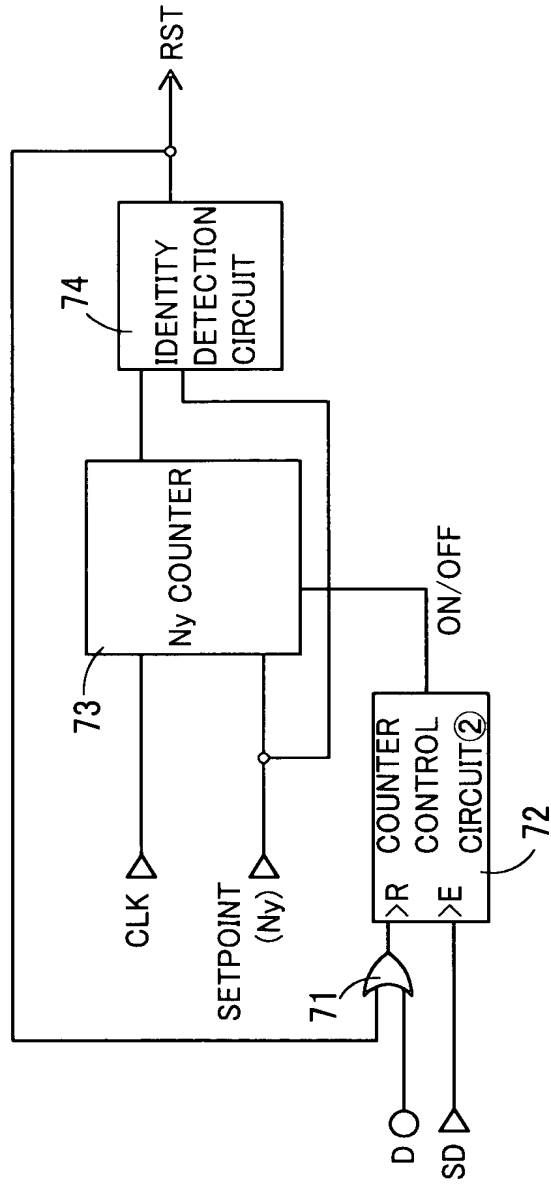 RST
74
IDENTITY
DETECTION
CIRCUIT
73
Ny COUNTER
CLK
SETPOINT
(Ny)
ON/OFF
71
>R COUNTER
CONTROL
>E CIRCUIT②
72
D
SD